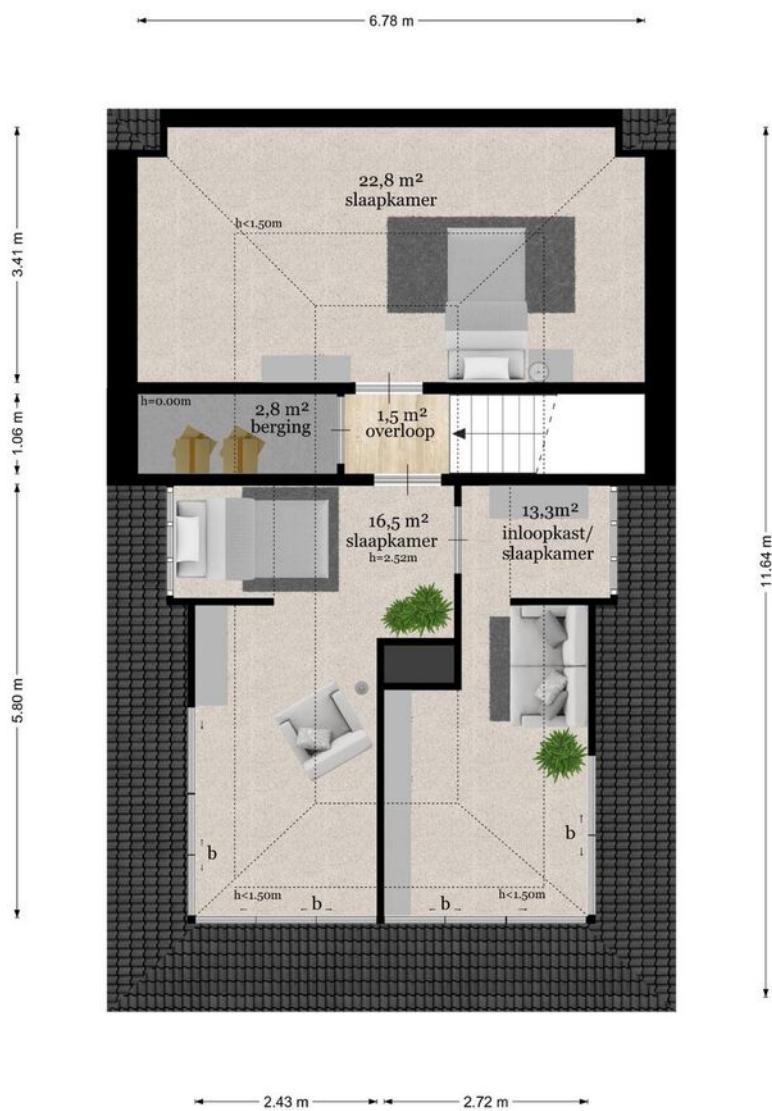 6.78 m
22,8 m²
slaapkamer
h<1.50m
3.41 m
h=0.00m
2,8 m²
berging
1,5 m²
overloop
1.06 m
16,5 m²
slaapkamer
h=2.52m
13,3m²
inloopkast/
slaapkamer
11.64 m
5.80 m
b
b
h<1.50m
b
b
h<1.50m
2.43 m
2.72 m